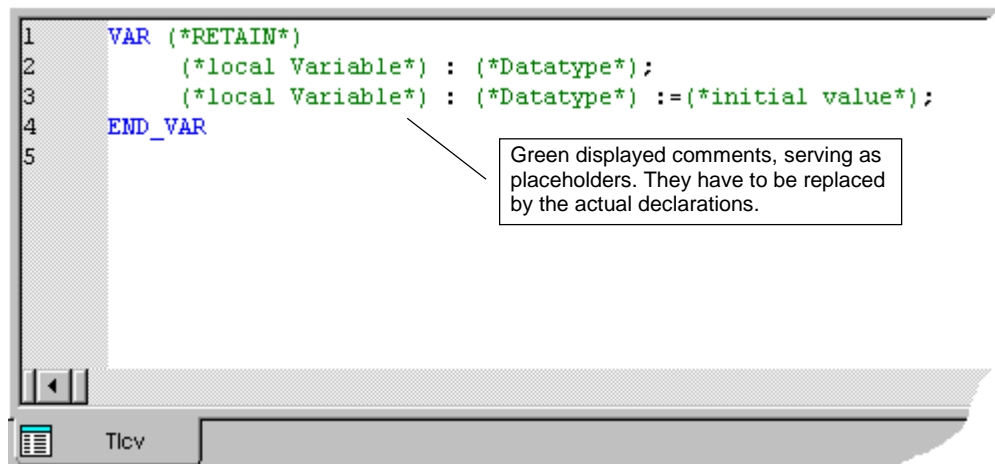 1 VAR (*RETAIN*)
2 (*local Variable*) : (*Datatype*);
3 (*local Variable*) : (*Datatype*) :=(*initial value*);
4 END_VAR
5
Green displayed comments, serving as
placeholders. They have to be replaced
by the actual declarations.
Tlcv